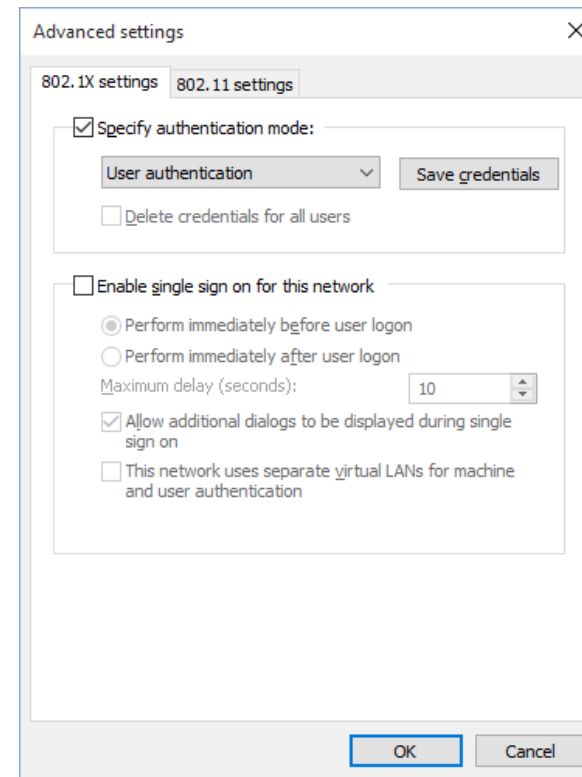 Advanced settings
802.1X settings
802.11 settings
Specify authentication mode:
User authentication
Save credentials
Delete credentials for all users
Enable single sign on for this network
Perform immediately before user logon
Perform immediately after user logon
Maximum delay (seconds):
10
Allow additional dialogs to be displayed during single
sign on
This network uses separate virtual LANs for machine
and user authentication
OK
Cancel